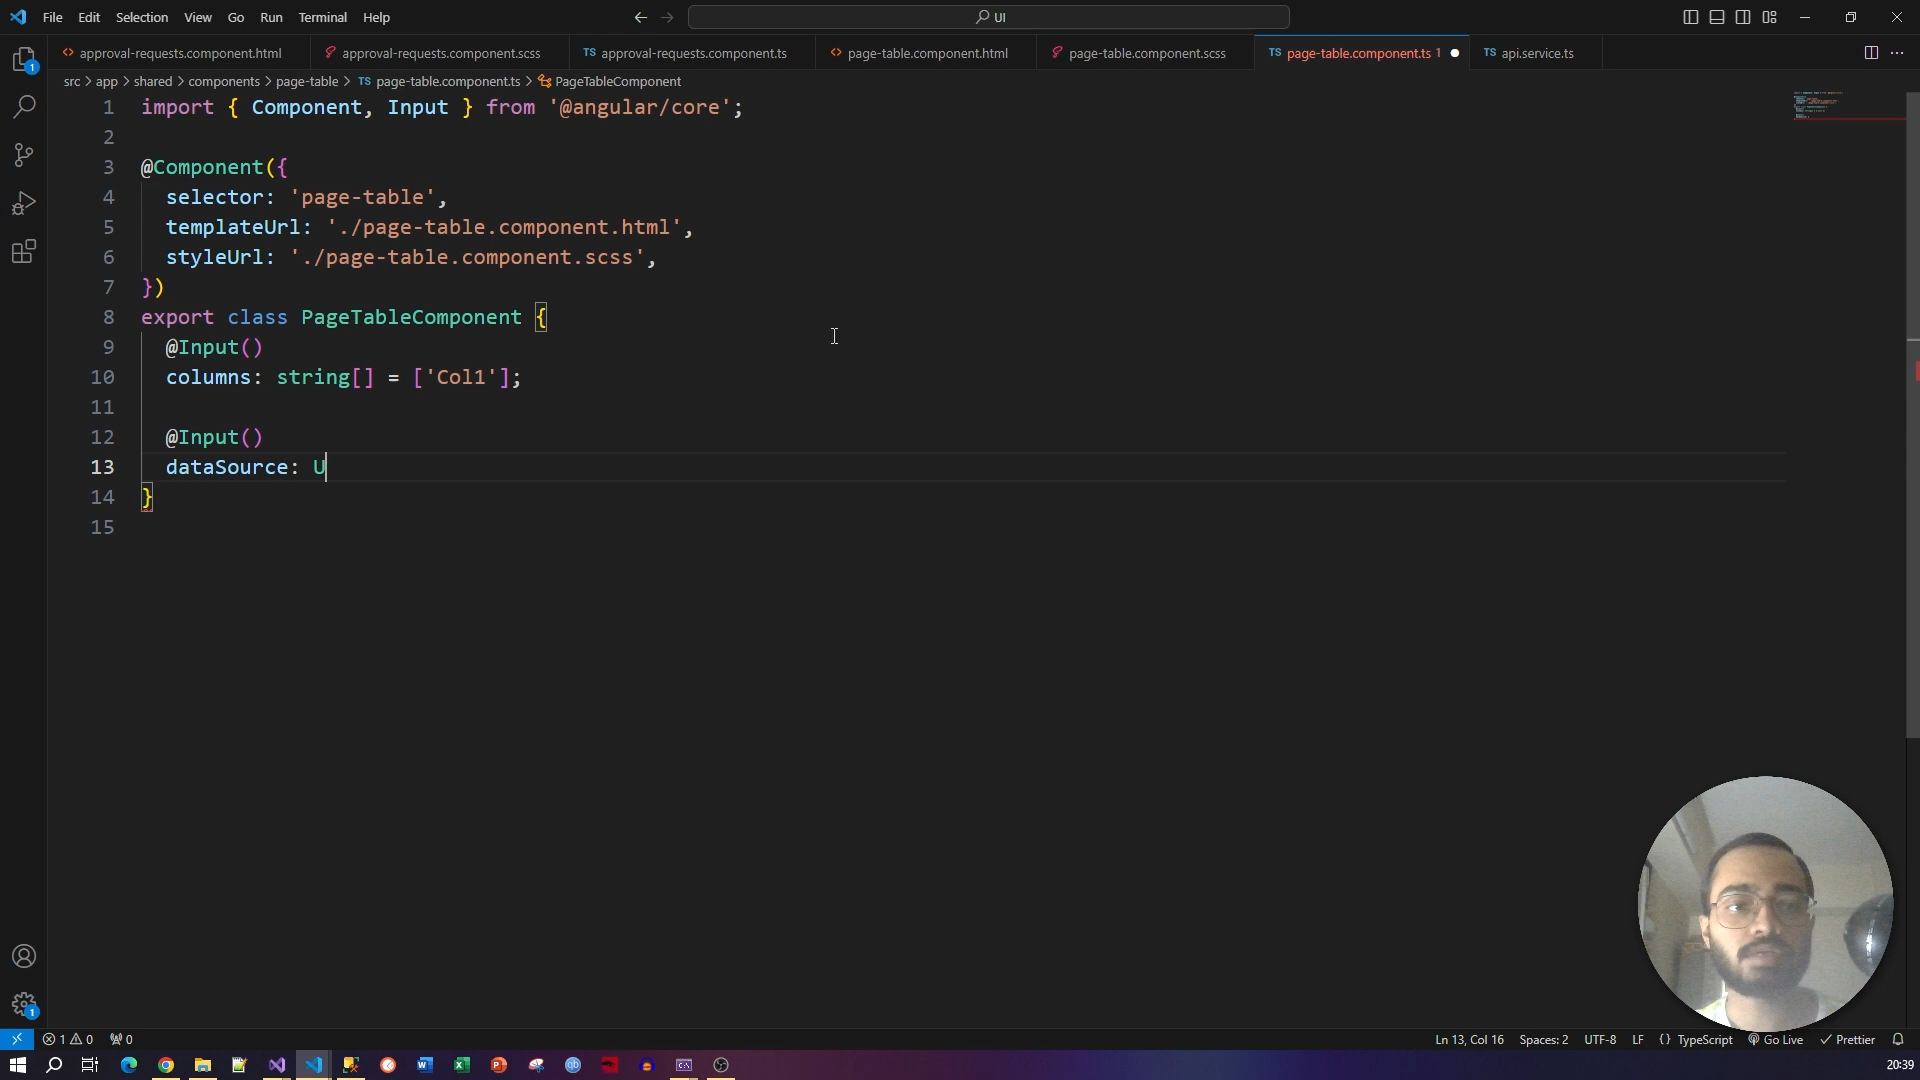 File Edit Selection View Go Run Terminal Help
UI
approval-requests.component.html
approval-requests.component.scss
TS approval-requests.component.ts
page-table.component.html
page-table.component.scss
TS page-table.component.ts 1
TS api.service.ts
src > app > shared > components > page-table > TS page-table.component.ts > PageTableComponent
1 import { Component, Input } from '@angular/core';
2
3 @Component({
4 selector: 'page-table',
5 templateUrl: './page-table.component.html',
6 styleUrl: './page-table.component.scss',
7 })
8 export class PageTableComponent {
9 @Input()
10 columns: string[] = ['Col1'];
11
12 @Input()
13 dataSource: U
14 }
15
1 0 0
Ln 13, Col 16 Spaces: 2 UTF-8 LF {} TypeScript Go Live Prettier
20:39